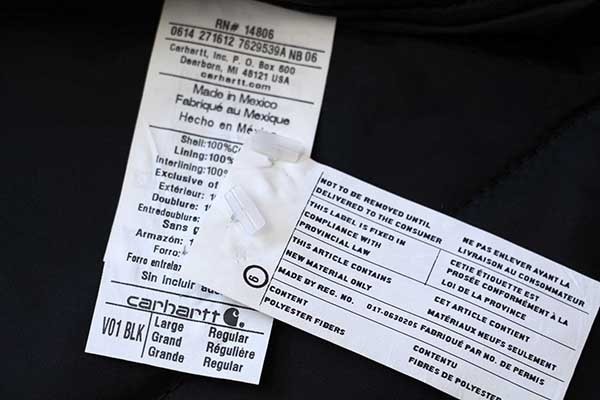 RN# 14806
0614 271612 7629539A NB 06
Carhartt, Inc. P. O. Box 600
Dearborn, MI 48121 USA
carhartt.com
Made in Mexico
Fabriqué au Mexique
Hecho en
Shell:100%
Lining:100%
Interlining:100%
Exclusive of
Extérieur:
Doublure:
Entredoublure:
Sans
Armazón:
Forro:
Forro
Sin incluir
carhartt
V01 BLK
Large Regular
Grand Régulière
Grande Regular
6
NOT TO BE REMOVED UNTIL
DELIVERED TO THE CONSUMER
THIS LABEL IS FIXED IN
COMPLIANCE WITH
PROVINCIAL LAW
THIS ARTICLE CONTAINS
NEW MATERIAL ONLY
MADE BY REG. NO. 017-0630205 FABRIQUÉ PAR NO. DE PERMIS
CONTENT
POLYESTER FIBERS
NE PAS ENLEVER AVANT LA
LIVRAISON AU CONSOMMATEUR
CETIE ÉTIQUETTE EST
PROSÉE CONFORMÉMENT À LA
LOI DE LA PROVINCE
CET ARTICLE CONTIENT
MATÉRIAUX NEUFS SEULEMENT
CONTENTU
FIBRES DE POLYESTER